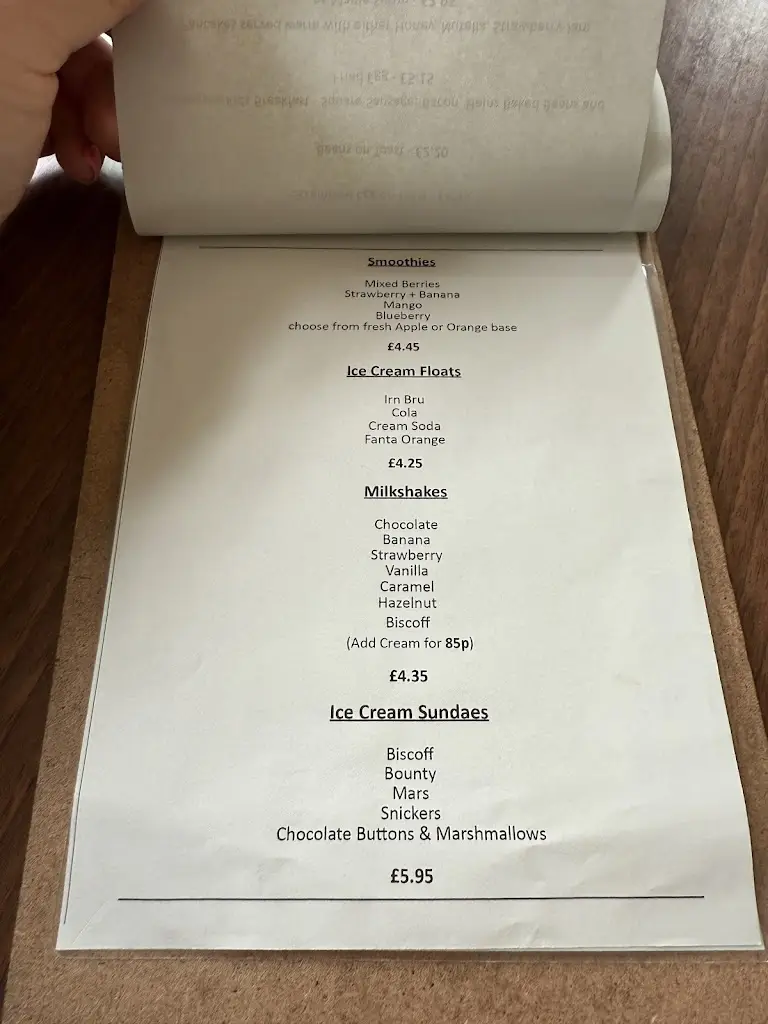 Smoothies
Mixed Berries
Strawberry + Banana
Mango
Blueberry
choose from fresh Apple or Orange base
£4.45
Ice Cream Floats
Irn Bru
Cola
Cream Soda
Fanta Orange
£4.25
Milkshakes
Chocolate
Banana
Strawberry
Vanilla
Caramel
Hazelnut
Biscoff
(Add Cream for 85p)
£4.35
Ice Cream Sundaes
Biscoff
Bounty
Mars
Snickers
Chocolate Buttons & Marshmallows
£5.95